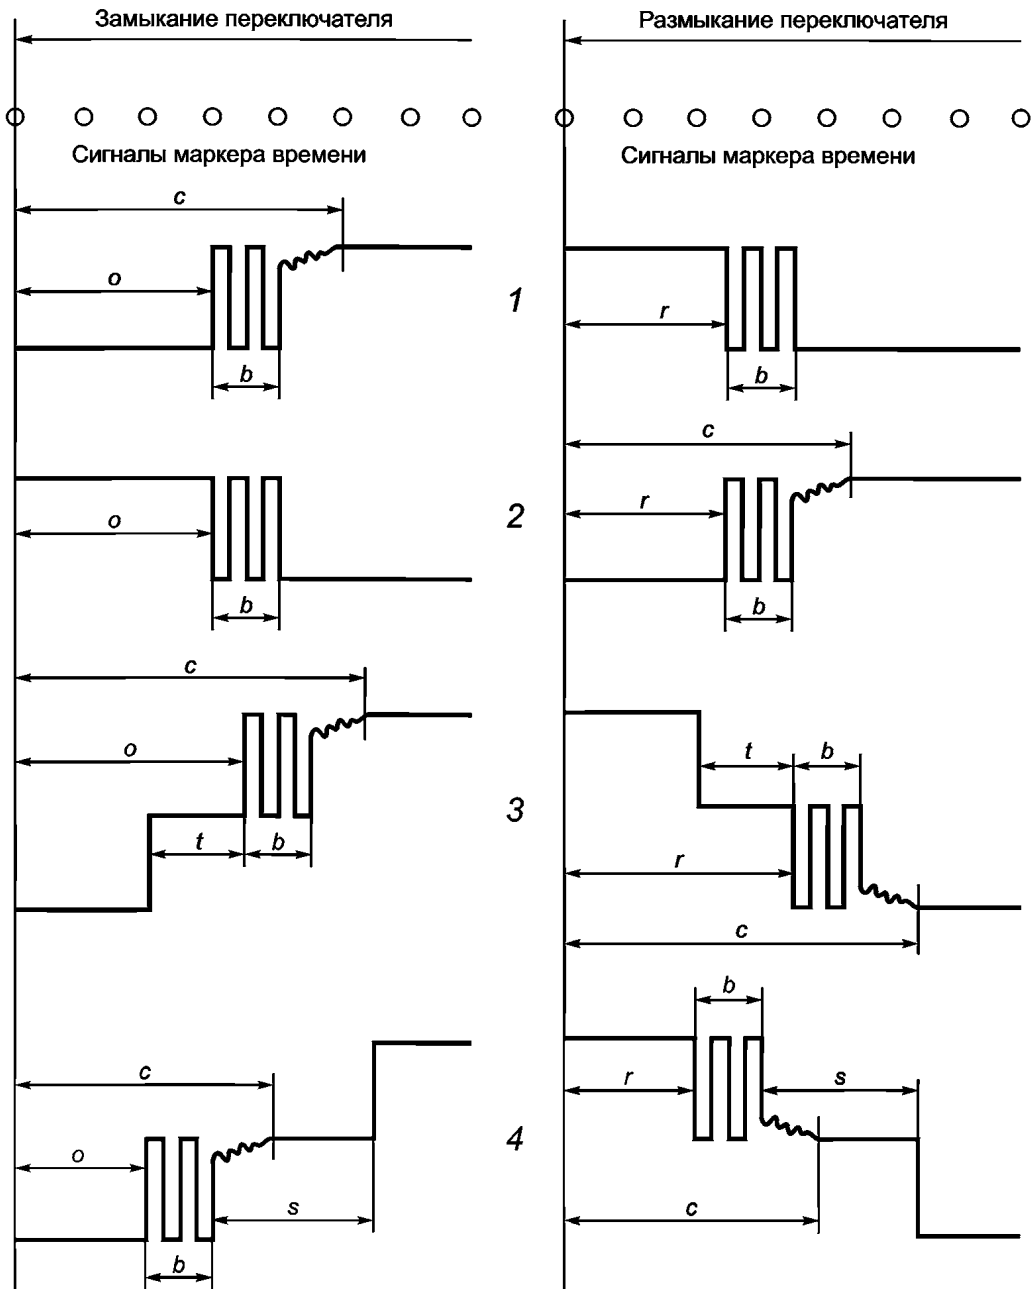 Замыкание переключателя
Размыкание переключателя
Сигналы маркера времени
Сигналы маркера времени
c
o
b
1
r
b
o
b
2
c
r
b
c
o
t b
3
t b
r
c
c
o
s
b
4
b
r s
c